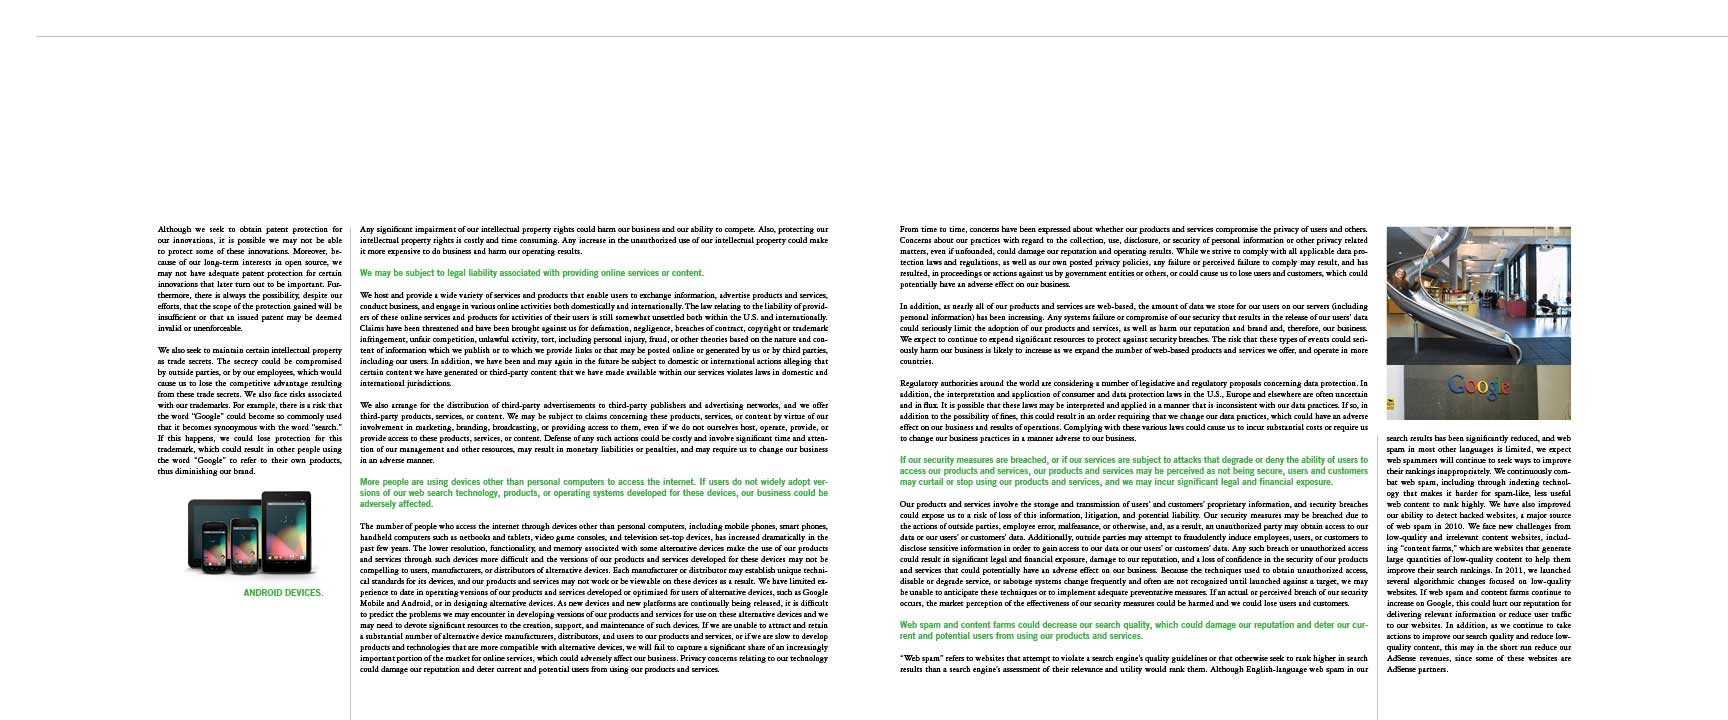 Although we seek to obtain patent protection for
our innovations, it is possible we may not be able
to protect some of these innovations. Moreover, be-
cause of our long-term interests in open source, we
may not have adequate patent protection for certain
innovations that later turn out to be important. Fur-
thermore, there is always the possibility, despite our
efforts, that the scope of the protection gained will be
insufficient or that an issued patent may be deemed
invalid or unenforceable.
We also seek to maintain certain intellectual property
as trade secrets. The secrecy could be compromised
by outside parties, or by our employees, which would
cause us to lose the competitive advantage resulting
from these trade secrets. We also face risks associated
with our trademarks. For example, there is a risk that
the word “Google” could become so commonly used
that it becomes synonymous with the word “search.”
If this happens, we could lose protection for this
trademark, which could result in other people using
the word “Google” to refer to their own products,
thus diminishing our brand.
ANDROID DEVICES.
Any significant impairment of our intellectual property rights could harm our business and our ability to compete. Also, protecting our
intellectual property rights is costly and time consuming. Any increase in the unauthorized use of our intellectual property could make
it more expensive to do business and harm our operating results.
We may be subject to legal liability associated with providing online services or content.
We host and provide a wide variety of services and products that enable users to exchange information, advertise products and services,
conduct business, and engage in various online activities both domestically and internationally. The law relating to the liability of provid-
ers of these online services and products for activities of their users is still somewhat unsettled both within the U.S. and internationally.
Claims have been threatened and have been brought against us for defamation, negligence, breaches of contract, copyright or trademark
infringement, unfair competition, unlawful activity, tort, including personal injury, fraud, or other theories based on the nature and con-
tent of information which we publish or to which we provide links or that may be posted online or generated by us or by third parties,
including our users. In addition, we have been and may again in the future be subject to domestic or international actions alleging that
certain content we have generated or third-party content that we have made available within our services violates laws in domestic and
international jurisdictions.
We also arrange for the distribution of third-party advertisements to third-party publishers and advertising networks, and we offer
third-party products, services, or content. We may be subject to claims concerning these products, services, or content by virtue of our
involvement in marketing, branding, broadcasting, or providing access to them, even if we do not ourselves host, operate, provide, or
provide access to these products, services, or content. Defense of any such actions could be costly and involve significant time and atten-
tion of our management and other resources, may result in monetary liabilities or penalties, and may require us to change our business
in an adverse manner.
More people are using devices other than personal computers to access the internet. If users do not widely adopt ver-
sions of our web search technology, products, or operating systems developed for these devices, our business could be
adversely affected.
The number of people who access the internet through devices other than personal computers, including mobile phones, smart phones,
handheld computers such as netbooks and tablets, video game consoles, and television set-top devices, has increased dramatically in the
past few years. The lower resolution, functionality, and memory associated with some alternative devices make the use of our products
and services through such devices more difficult and the versions of our products and services developed for these devices may not be
compelling to users, manufacturers, or distributors of alternative devices. Each manufacturer or distributor may establish unique techni-
cal standards for its devices, and our products and services may not work or be viewable on these devices as a result. We have limited ex-
perience to date in operating versions of our products and services developed or optimized for users of alternative devices, such as Google
Mobile and Android, or in designing alternative devices. As new devices and new platforms are continually being released, it is difficult
to predict the problems we may encounter in developing versions of our products and services for use on these alternative devices and we
may need to devote significant resources to the creation, support, and maintenance of such devices. If we are unable to attract and retain
a substantial number of alternative device manufacturers, distributors, and users to our products and services, or if we are slow to develop
products and technologies that are more compatible with alternative devices, we will fail to capture a significant share of an increasingly
important portion of the market for online services, which could adversely affect our business. Privacy concerns relating to our technology
could damage our reputation and deter current and potential users from using our products and services.
From time to time, concerns have been expressed about whether our products and services compromise the privacy of users and others.
Concerns about our practices with regard to the collection, use, disclosure, or security of personal information or other privacy related
matters, even if unfounded, could damage our reputation and operating results. While we strive to comply with all applicable data pro-
tection laws and regulations, as well as our own posted privacy policies, any failure or perceived failure to comply may result, and has
resulted, in proceedings or actions against us by government entities or others, or could cause us to lose users and customers, which could
potentially have an adverse effect on our business.
In addition, as nearly all of our products and services are web-based, the amount of data we store for our users on our servers (including
personal information) has been increasing. Any systems failure or compromise of our security that results in the release of our users’ data
could seriously limit the adoption of our products and services, as well as harm our reputation and brand and, therefore, our business.
We expect to continue to expend significant resources to protect against security breaches. The risk that these types of events could seri-
ously harm our business is likely to increase as we expand the number of web-based products and services we offer, and operate in more
countries.
Regulatory authorities around the world are considering a number of legislative and regulatory proposals concerning data protection. In
addition, the interpretation and application of consumer and data protection laws in the U.S., Europe and elsewhere are often uncertain
and in flux. It is possible that these laws may be interpreted and applied in a manner that is inconsistent with our data practices. If so, in
addition to the possibility of fines, this could result in an order requiring that we change our data practices, which could have an adverse
effect on our business and results of operations. Complying with these various laws could cause us to incur substantial costs or require us
to change our business practices in a manner adverse to our business.
If our security measures are breached, or if our services are subject to attacks that degrade or deny the ability of users to
access our products and services, our products and services may be perceived as not being secure, users and customers
may curtail or stop using our products and services, and we may incur significant legal and financial exposure.
Our products and services involve the storage and transmission of users’ and customers’ proprietary information, and security breaches
could expose us to a risk of loss of this information, litigation, and potential liability. Our security measures may be breached due to
the actions of outside parties, employee error, malfeasance, or otherwise, and, as a result, an unauthorized party may obtain access to our
data or our users’ or customers’ data. Additionally, outside parties may attempt to fraudulently induce employees, users, or customers to
disclose sensitive information in order to gain access to our data or our users’ or customers’ data. Any such breach or unauthorized access
could result in significant legal and financial exposure, damage to our reputation, and a loss of confidence in the security of our products
and services that could potentially have an adverse effect on our business. Because the techniques used to obtain unauthorized access,
disable or degrade service, or sabotage systems change frequently and often are not recognized until launched against a target, we may
be unable to anticipate these techniques or to implement adequate preventative measures. If an actual or perceived breach of our security
occurs, the market perception of the effectiveness of our security measures could be harmed and we could lose users and customers.
Web spam and content farms could decrease our search quality, which could damage our reputation and deter our cur-
rent and potential users from using our products and services.
“Web spam” refers to websites that attempt to violate a search engine’s quality guidelines or that otherwise seek to rank higher in search
results than a search engine’s assessment of their relevance and utility would rank them. Although English-language web spam in our
Google
search results has been significantly reduced, and web
spam in most other languages is limited, we expect
web spammers will continue to seek ways to improve
their rankings inappropriately. We continuously com-
bat web spam, including through indexing technol-
ogy that makes it harder for spam-like, less useful
web content to rank highly. We have also improved
our ability to detect hacked websites, a major source
of web spam in 2010. We face new challenges from
low-quality and irrelevant content websites, includ-
ing “content farms,” which are websites that generate
large quantities of low-quality content to help them
improve their search rankings. In 2011, we launched
several algorithmic changes focused on low-quality
websites. If web spam and content farms continue to
increase on Google, this could hurt our reputation for
delivering relevant information or reduce user traffic
to our websites. In addition, as we continue to take
actions to improve our search quality and reduce low-
quality content, this may in the short run reduce our
AdSense revenues, since some of these websites are
AdSense partners.